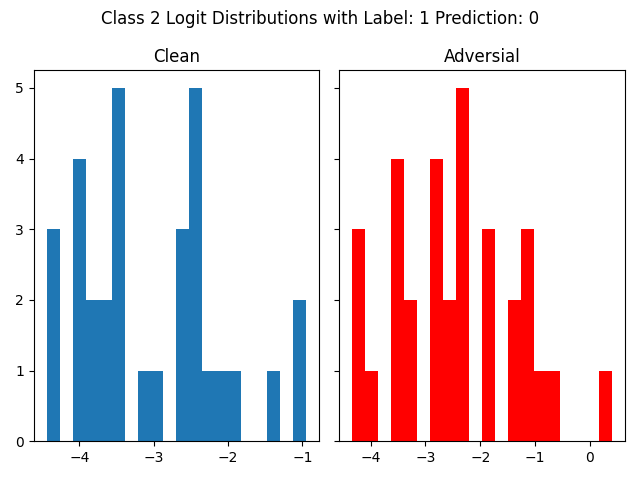 Class 2 Logit Distributions with Label: 1 Prediction: 0
Clean
Adversial
5
4
3
2
1
0
−4 −3 −2 −1
−4 −3 −2 −1 0